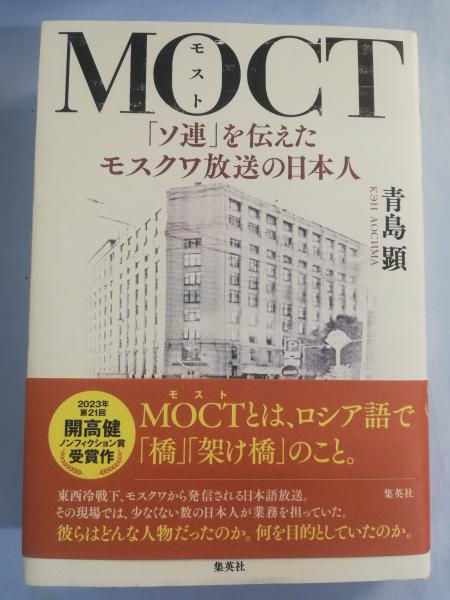 МОСТ
モスト
「ソ連」を伝えた
モスクワ放送の日本人
青島 顕
КЭН АОСИМА
2023年
第21回
開高健
ノンフィクション賞
受賞作
モスト
МОСТとは、ロシア語で
「橋」「架け橋」のこと。
東西冷戦下、モスクワから発信される日本語放送。
その現場では、少なくない数の日本人が業務を担っていた。
彼らはどんな人物だったのか。何を目的としていたのか。
集英社
集英社